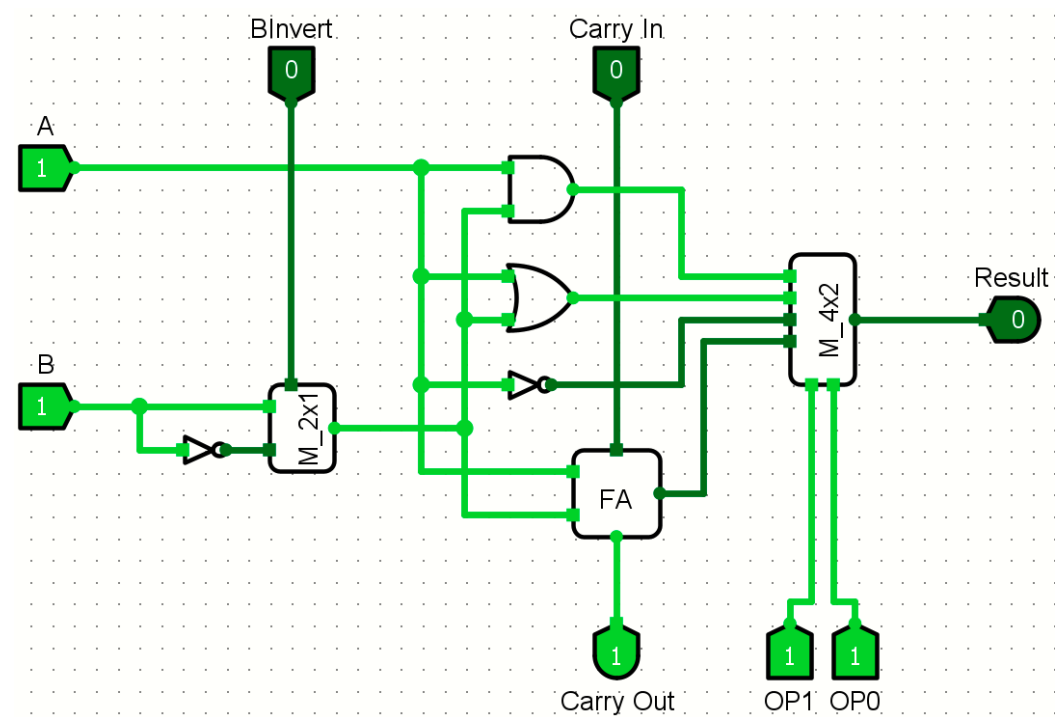 BInvert
Carry In
0
0
A
1
M_4x2
Result
0
B
1
M_2x1
FA
1
1
1
Carry Out
OP1
OP0